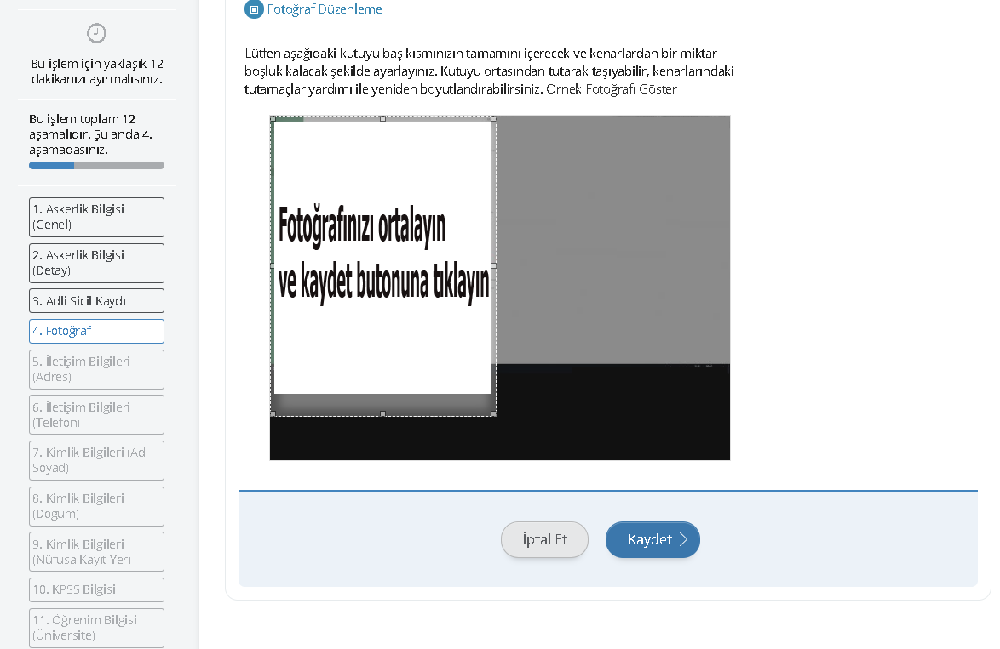 Bu işlem için yaklaşık 12
dakikanızı ayırmalısınız.
Bu işlem toplam 12
aşamalıdır. Şu anda 4.
aşamadasınız.
1. Askerlik Bilgisi
(Genel)
2. Askerlik Bilgisi
(Detay)
3. Adli Sicil Kaydı
4. Fotoğraf
5. İletişim Bilgileri
(Adres)
6. İletişim Bilgileri
(Telefon)
7. Kimlik Bilgileri (Ad
Soyad)
8. Kimlik Bilgileri
(Dogum)
9. Kimlik Bilgileri
(Nüfusa Kayıt Yer)
10. KPSS Bilgisi
11. Öğrenim Bilgisi
(Üniversite)
Fotoğraf Düzenleme
Lütfen aşağıdaki kutuyu baş kısmınızın tamamını içerecek ve kenarlardan bir miktar
boşluk kalacak şekilde ayarlayınız. Kutuyu ortasından tutarak taşıyabilir, kenarlarındaki
tutamaçlar yardımı ile yeniden boyutlandırabilirsiniz. Örnek Fotoğrafı Göster
Fotoğrafınızı ortalayın
ve kaydet butonuna tıklayın
İptal Et
Kaydet